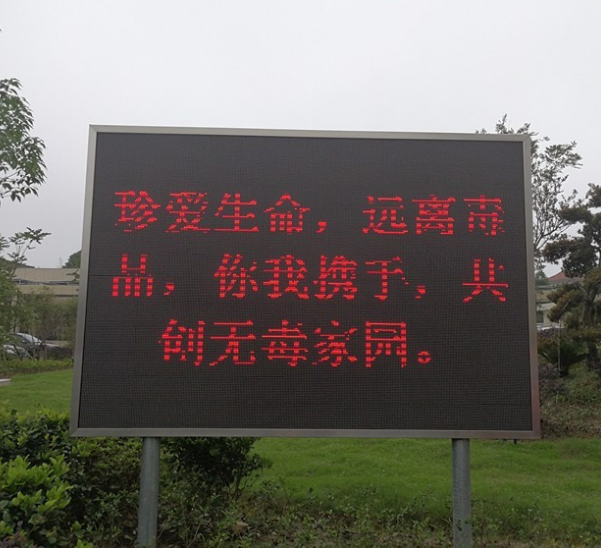 珍爱生命，远离毒
品，你我携手，共
创无毒家园。